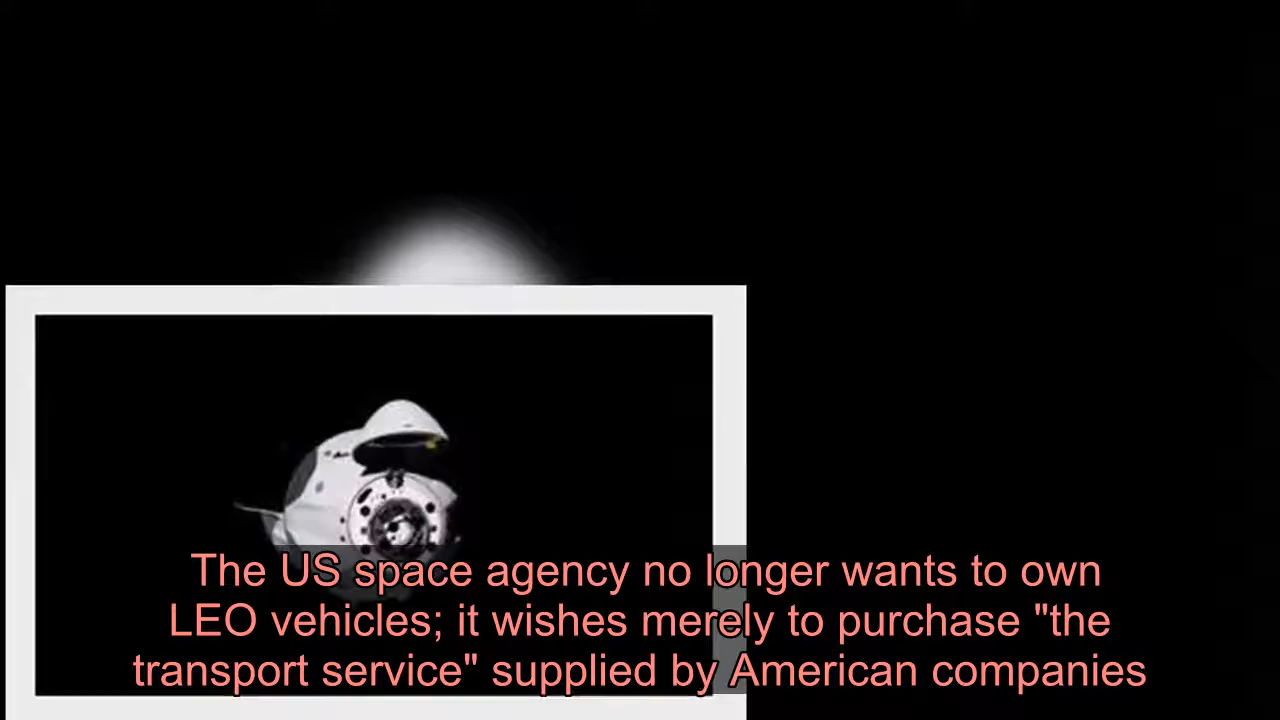 The US space agency no longer wants to own
LEO vehicles; it wishes merely to purchase "the
transport service" supplied by American companies